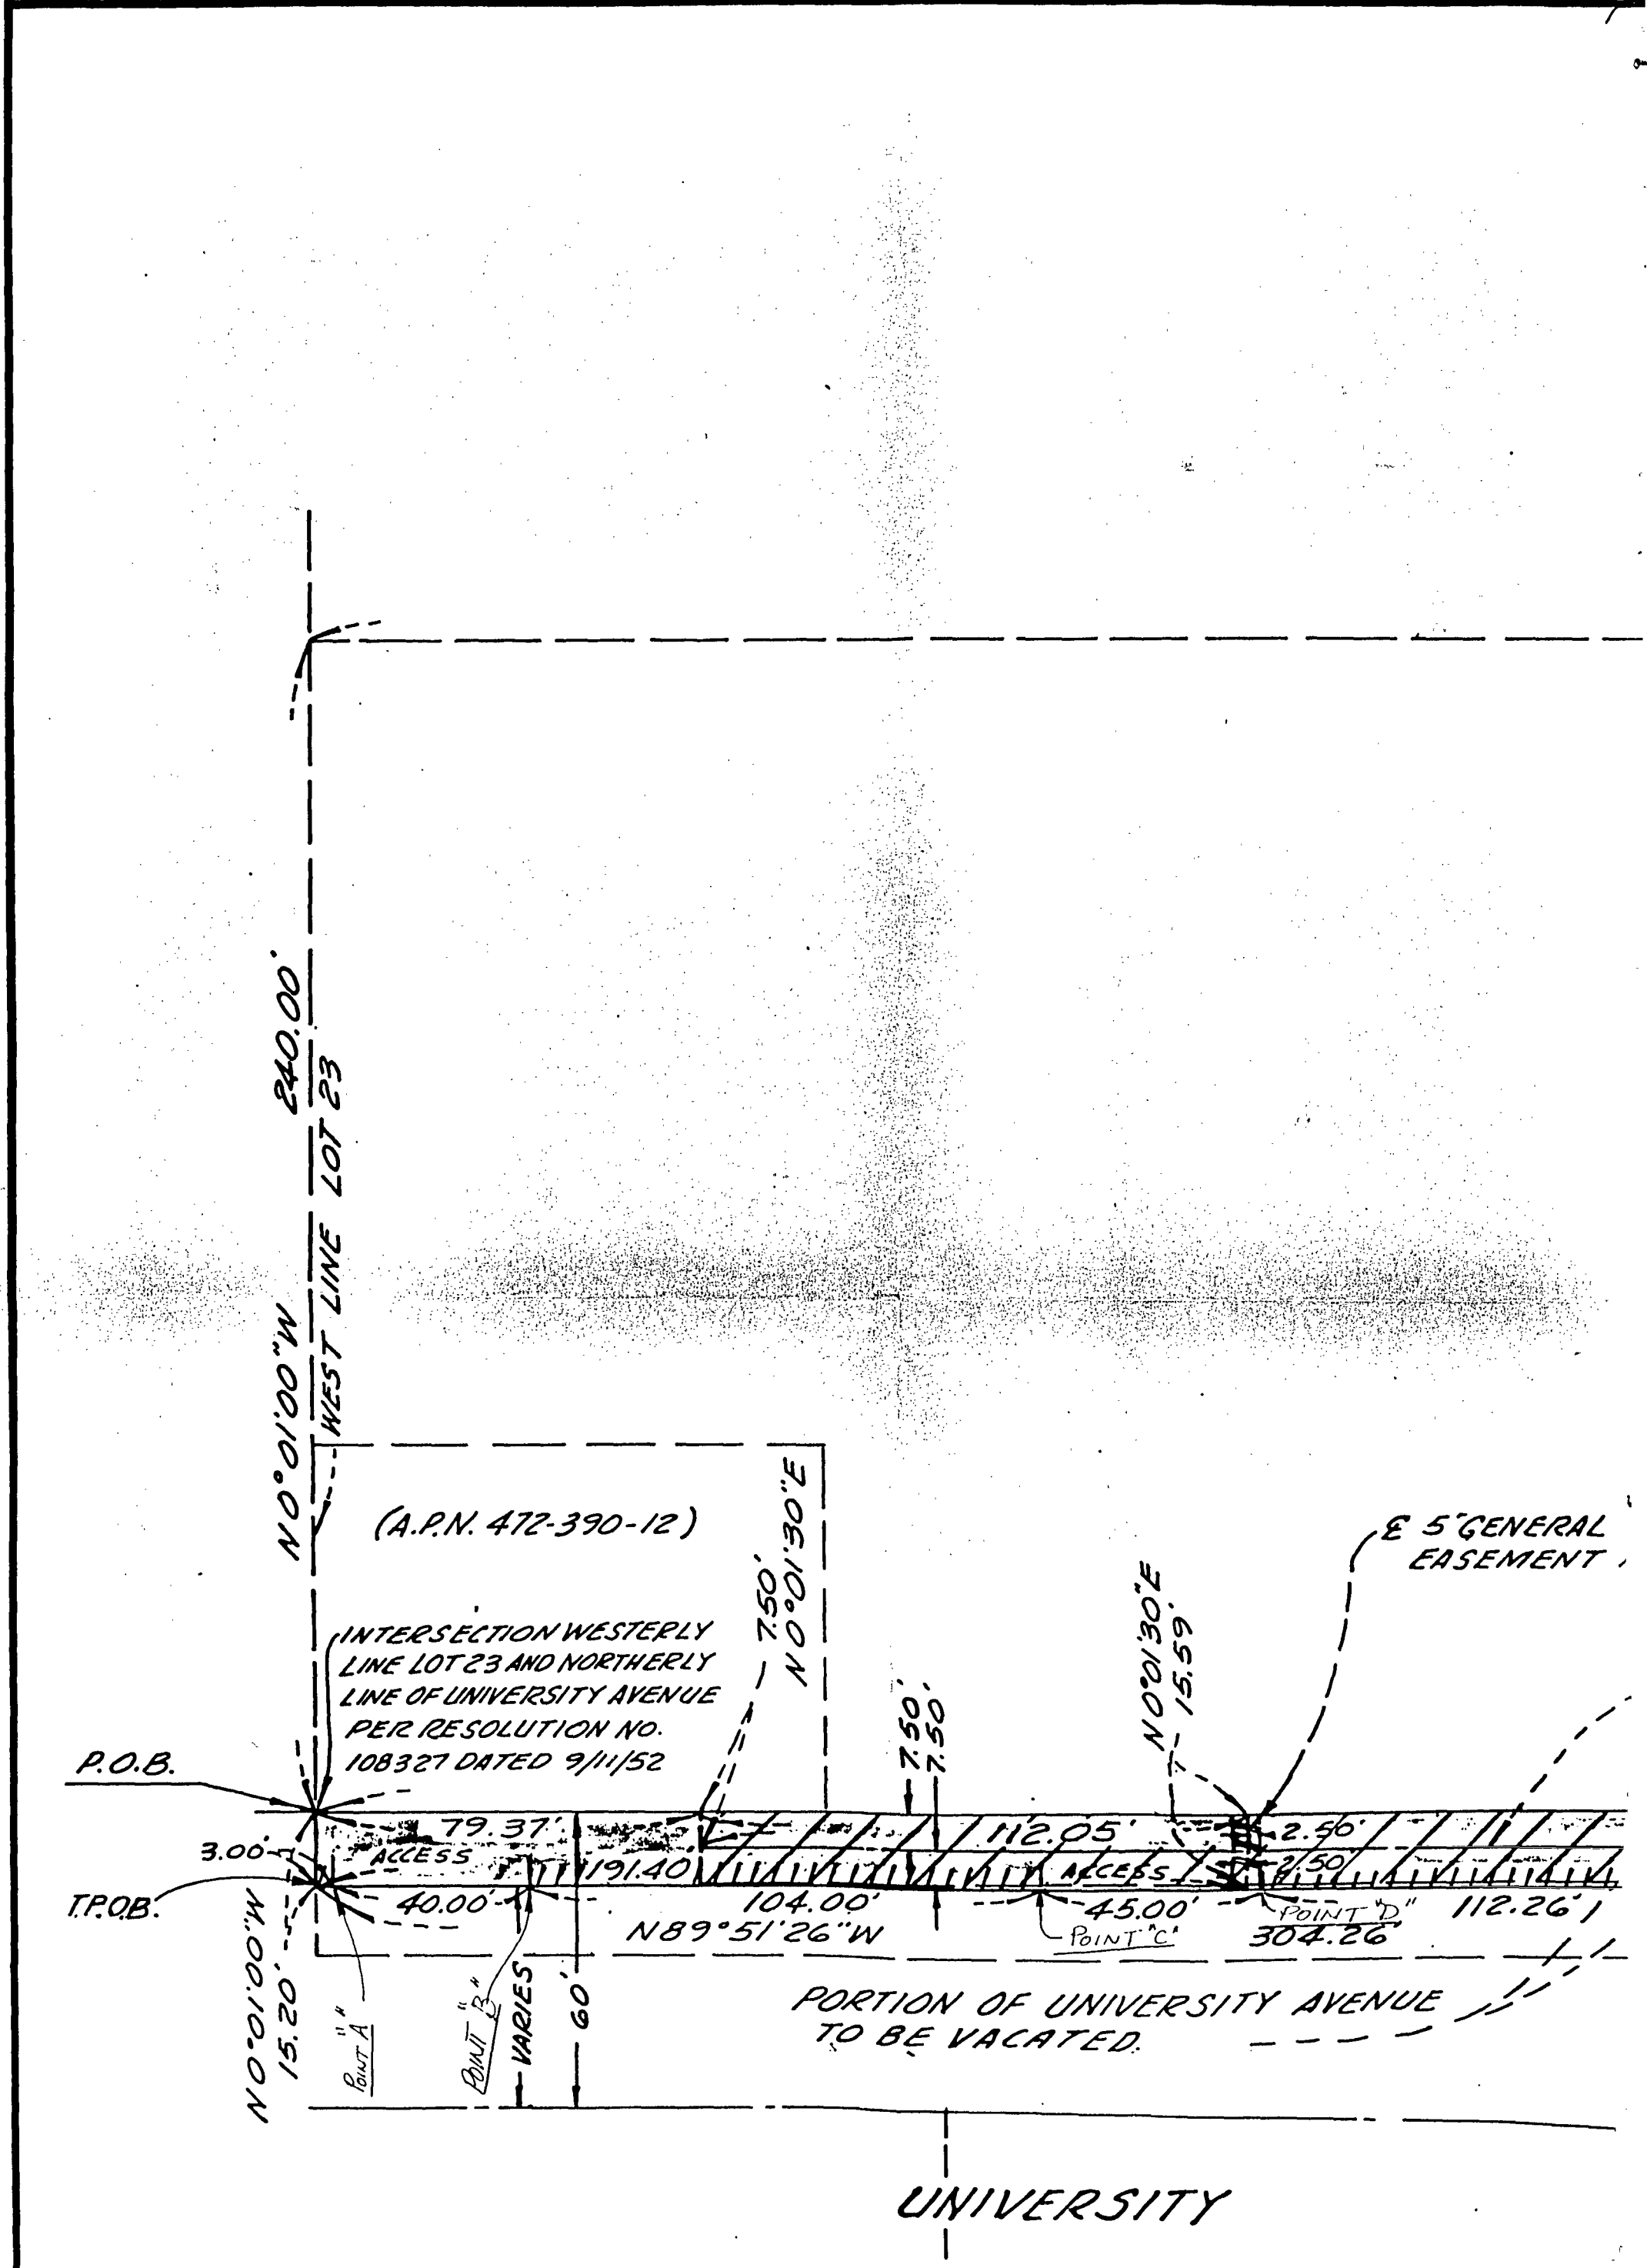 240.00'
N 0°01'00"W
WEST LINE LOT 23
(A.P.N. 472-390-12)
7.50'
N 0°01'30"E
INTERSECTION WESTERLY
LINE LOT 23 AND NORTHERLY
LINE OF UNIVERSITY AVENUE
PER RESOLUTION NO.
108327 DATED 9/11/52
7.50'
7.50'
N 0°01'30"E
15.59'
5' GENERAL
EASEMENT
P.O.B.
79.37'
112.05'
2.50'
3.00'
ACCESS
191.40'
ACCESS
2.50'
T.P.O.B.
40.00'
104.00'
45.00'
POINT "D"
112.26'
N89°51'26"W
POINT "C"
304.26'
N 0°01'00"W
15.20'
POINT "A"
POINT "B"
VARIES
60'
PORTION OF UNIVERSITY AVENUE
TO BE VACATED.
UNIVERSITY